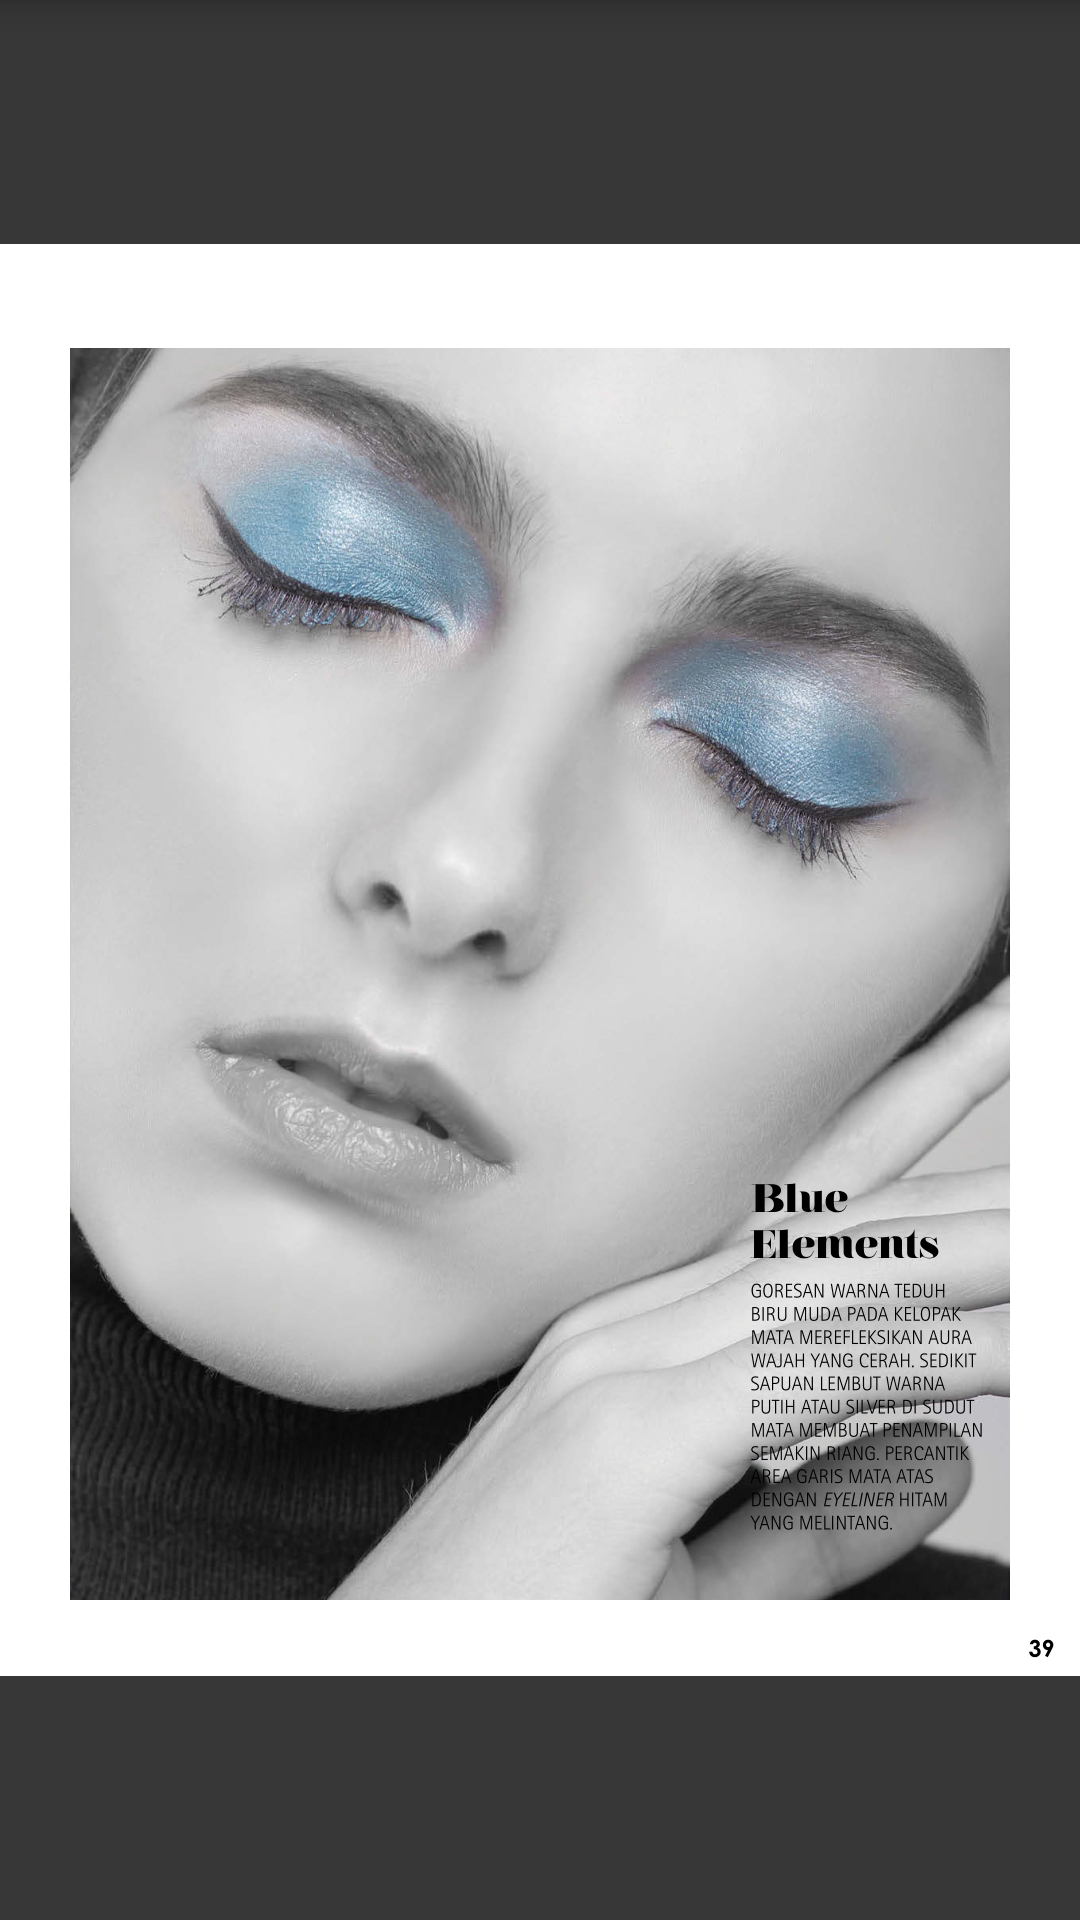 Blue
Elements
GORESAN WARNA TEDUH
BIRU MUDA PADA KELOPAK
MATA MEREFLEKSIKAN AURA
WAJAH YANG CERAH. SEDIKIT
SAPUAN LEMBUT WARNA
PUTIH ATAU SILVER DI SUDUT
MATA MEMBUAT PENAMPILAN
SEMAKIN RIANG. PERCANTIK
AREA GARIS MATA ATAS
DENGAN EYELINER HITAM
YANG MELINTANG.
39